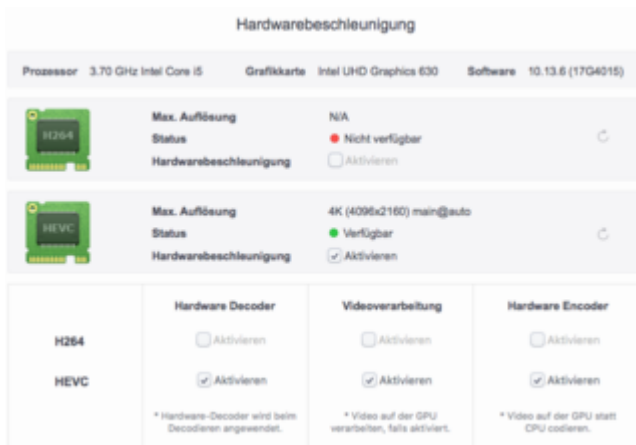 Hardwarebeschleunigung
Prozessor 3.70 GHz Intel Core i5 Grafikkarte Intel UHD Graphics 630 Software 10.13.6 (17G4015)
H264
Max. Auflösung N/A
Status Nicht verfügbar
Hardwarebeschleunigung Aktivieren
HEVC
Max. Auflösung 4K (4096x2160) main@auto
Status Verfügbar
Hardwarebeschleunigung Aktivieren
Hardware Decoder Videoverarbeitung Hardware Encoder
H264 Aktivieren Aktivieren Aktivieren
HEVC Aktivieren Aktivieren Aktivieren
* Hardware-Decoder wird beim * Video auf der GPU * Video auf der GPU statt
Decodieren angewendet. verarbeiten, falls aktiviert. CPU codieren.